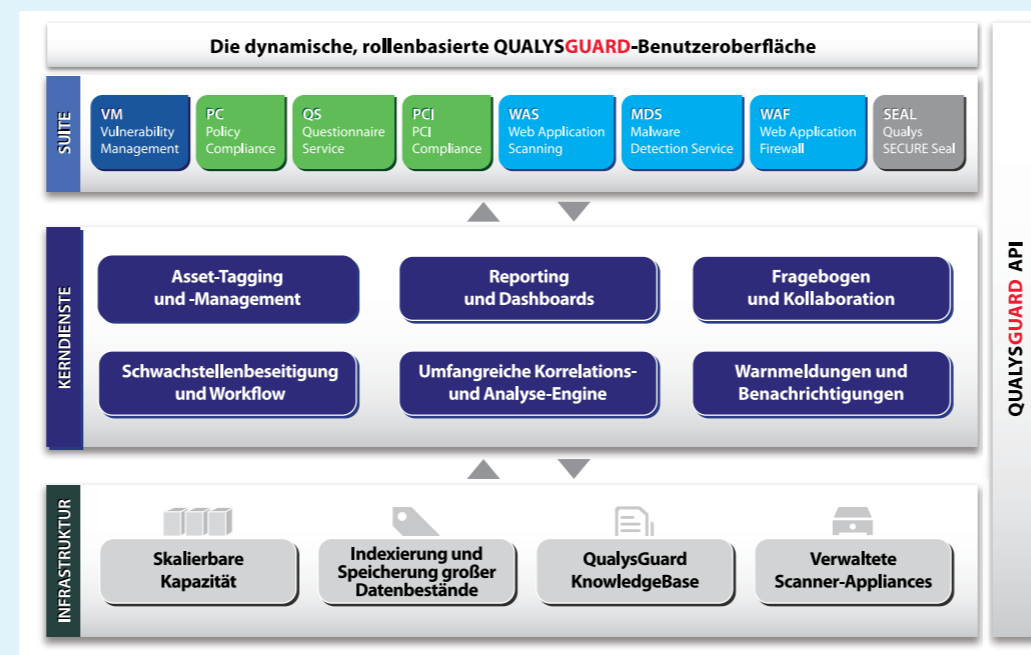 Die dynamische, rollenbasierte QUALYSGUARD-Benutzeroberfläche
SUITE
VM
Vulnerability
Management
PC
Policy
Compliance
QS
Questionnaire
Service
PCI
PCI
Compliance
WAS
Web Application
Scanning
MDS
Malware
Detection Service
WAF
Web Application
Firewall
SEAL
Qualys
SECURE Seal
KERNDIENSTE
Asset-Tagging
und -Management
Reporting
und Dashboards
Fragebogen
und Kollaboration
Schwachstellenbeseitigung
und Workflow
Umfangreiche Korrelations-
und Analyse-Engine
Warnmeldungen und
Benachrichtigungen
INFRASTRUKTUR
Skalierbare
Kapazität
Indexierung und
Speicherung großer
Datenbestände
QualysGuard
KnowledgeBase
Verwaltete
Scanner-Appliances
QUALYSGUARD API